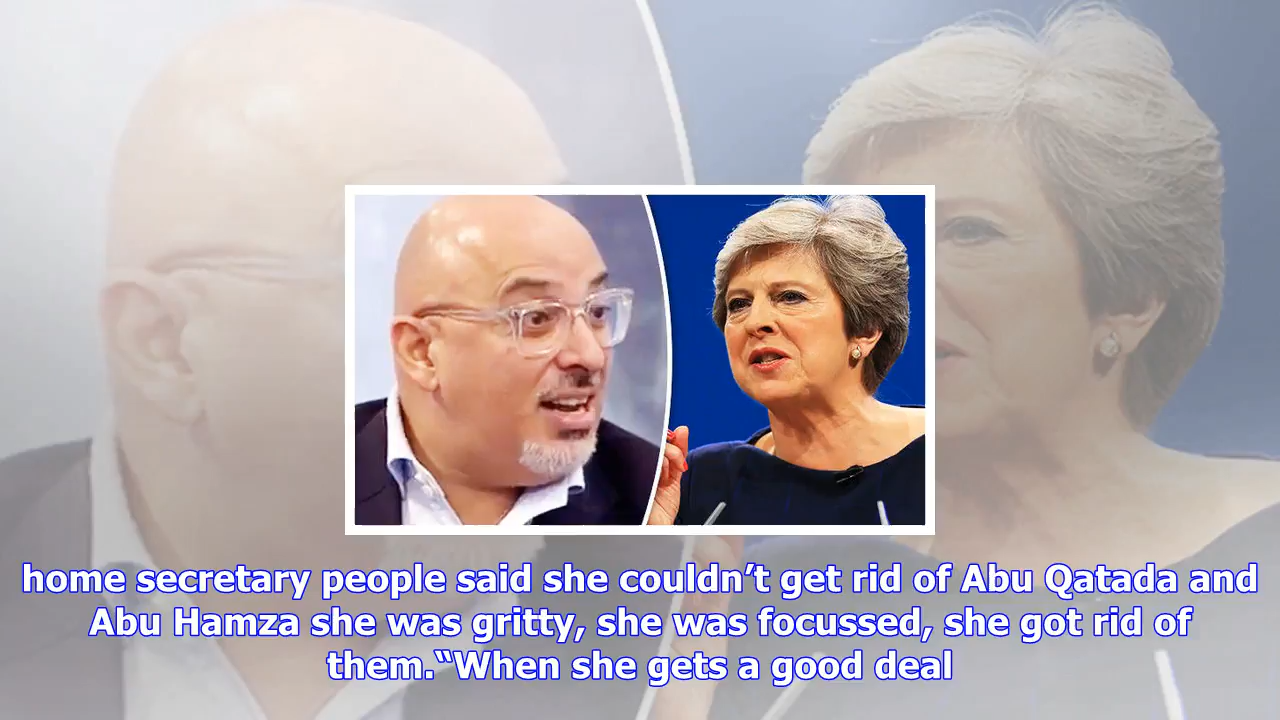 home secretary people said she couldn’t get rid of Abu Qatada and
Abu Hamza she was gritty, she was focussed, she got rid of
them.“When she gets a good deal